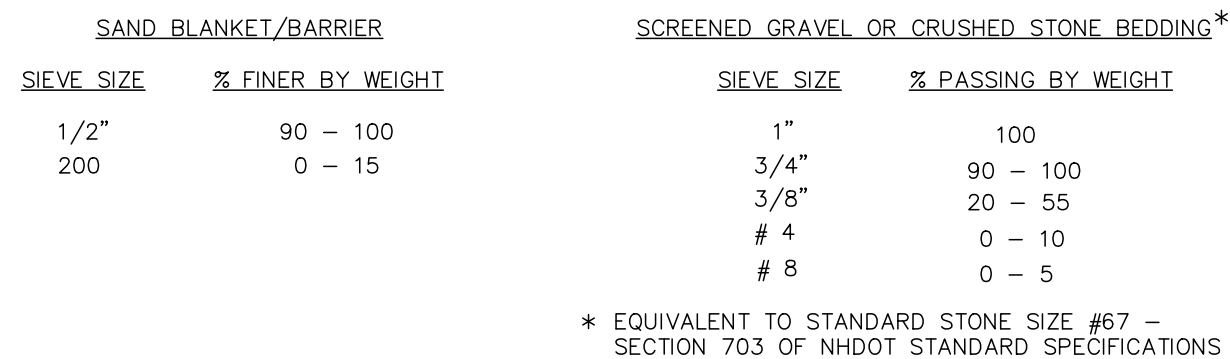 SAND BLANKET/BARRIER
SIEVE SIZE % FINER BY WEIGHT
1/2" 90 – 100
200 0 – 15
SCREENED GRAVEL OR CRUSHED STONE BEDDING*
SIEVE SIZE % PASSING BY WEIGHT
1" 100
3/4" 90 – 100
3/8" 20 – 55
# 4 0 – 10
# 8 0 – 5
* EQUIVALENT TO STANDARD STONE SIZE #67 –
SECTION 703 OF NHDOT STANDARD SPECIFICATIONS